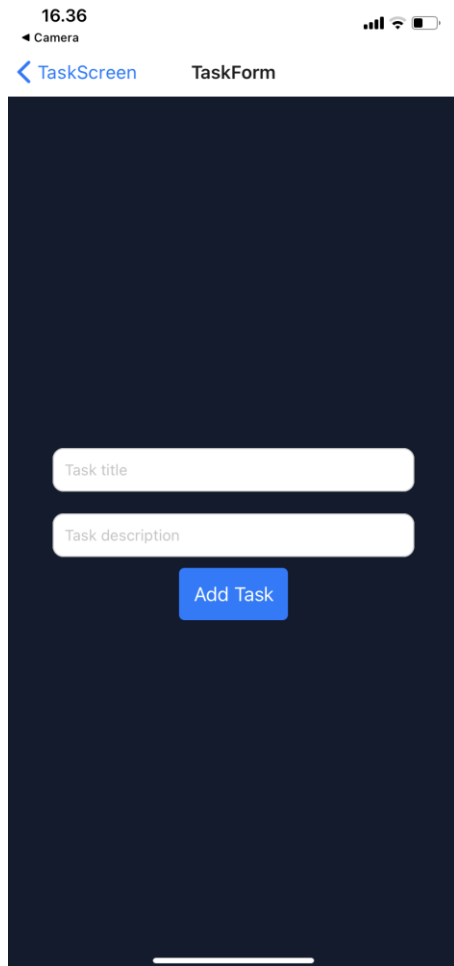 16.36
◀ Camera
TaskScreen TaskForm
Task title
Task description
Add Task